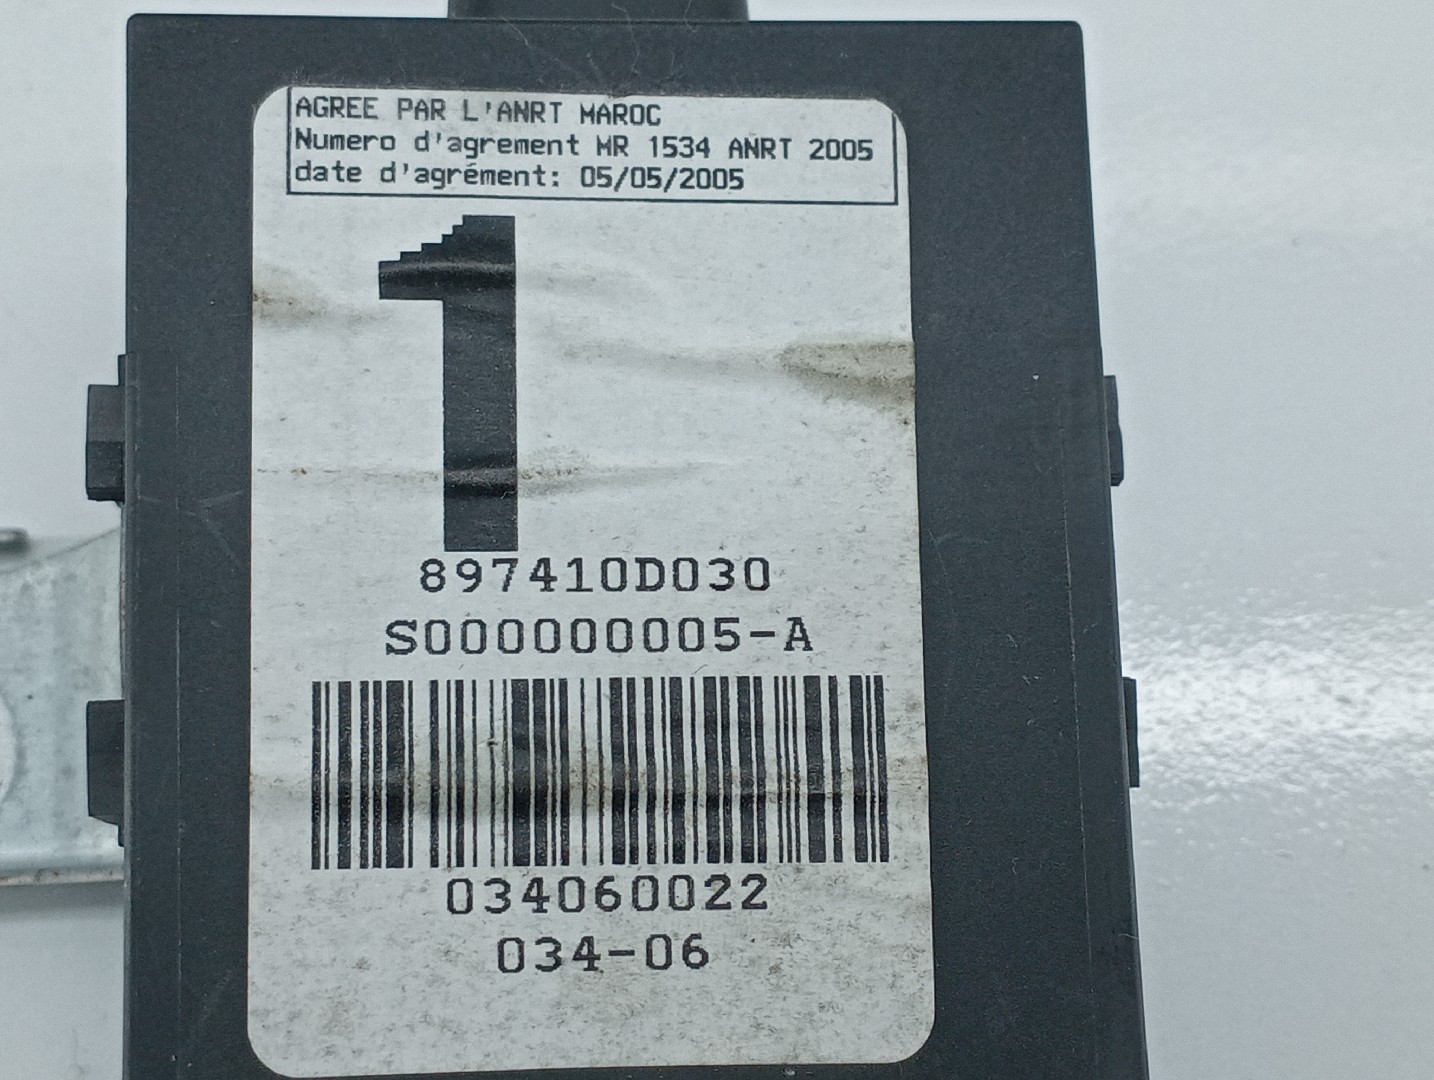 AGREE PAR L'ANRT MAROC
Numero d'agrement MR 1534 ANRT 2005
date d'agrément: 05/05/2005
1
897410D030
S000000005-A
034060022
034-06